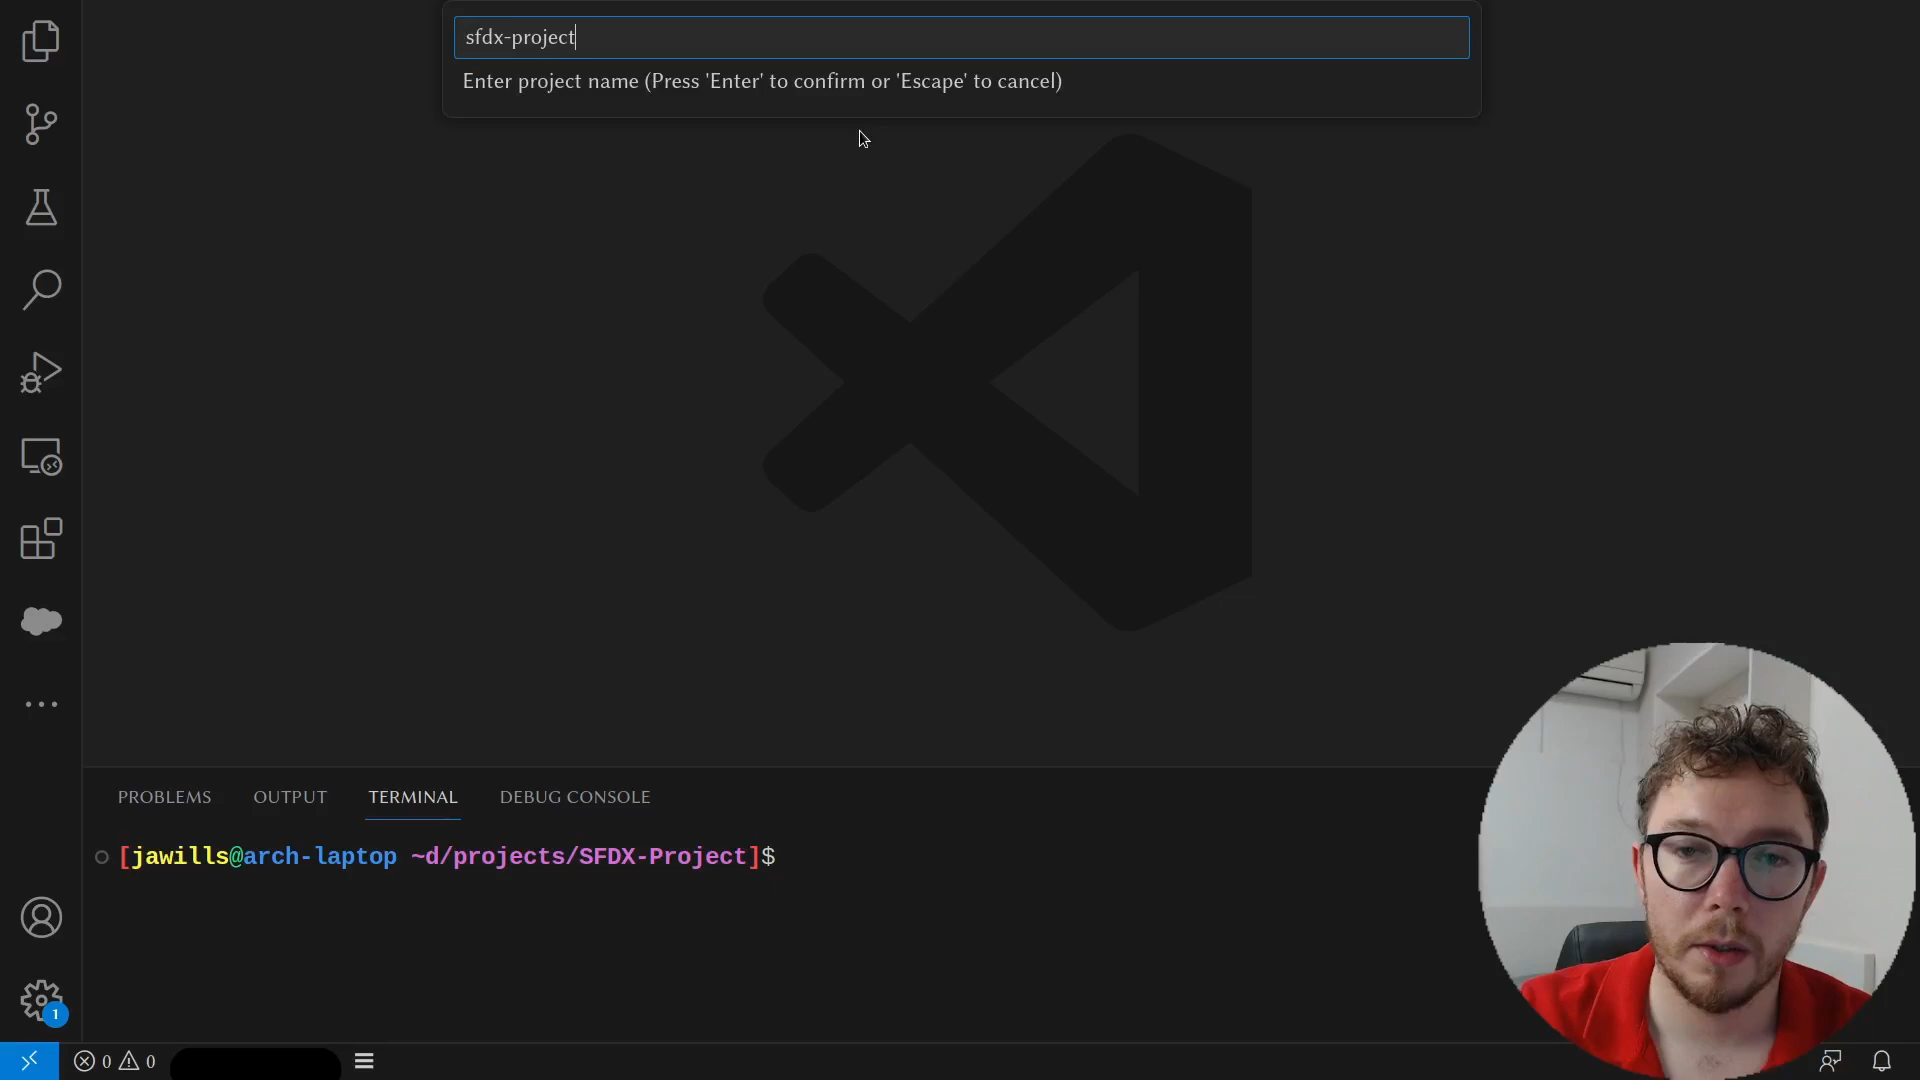 sfdx-project
Enter project name (Press 'Enter' to confirm or 'Escape' to cancel)
PROBLEMS OUTPUT TERMINAL DEBUG CONSOLE
[jawills@arch-laptop ~d/projects/SFDX-Project]$
1
0 0